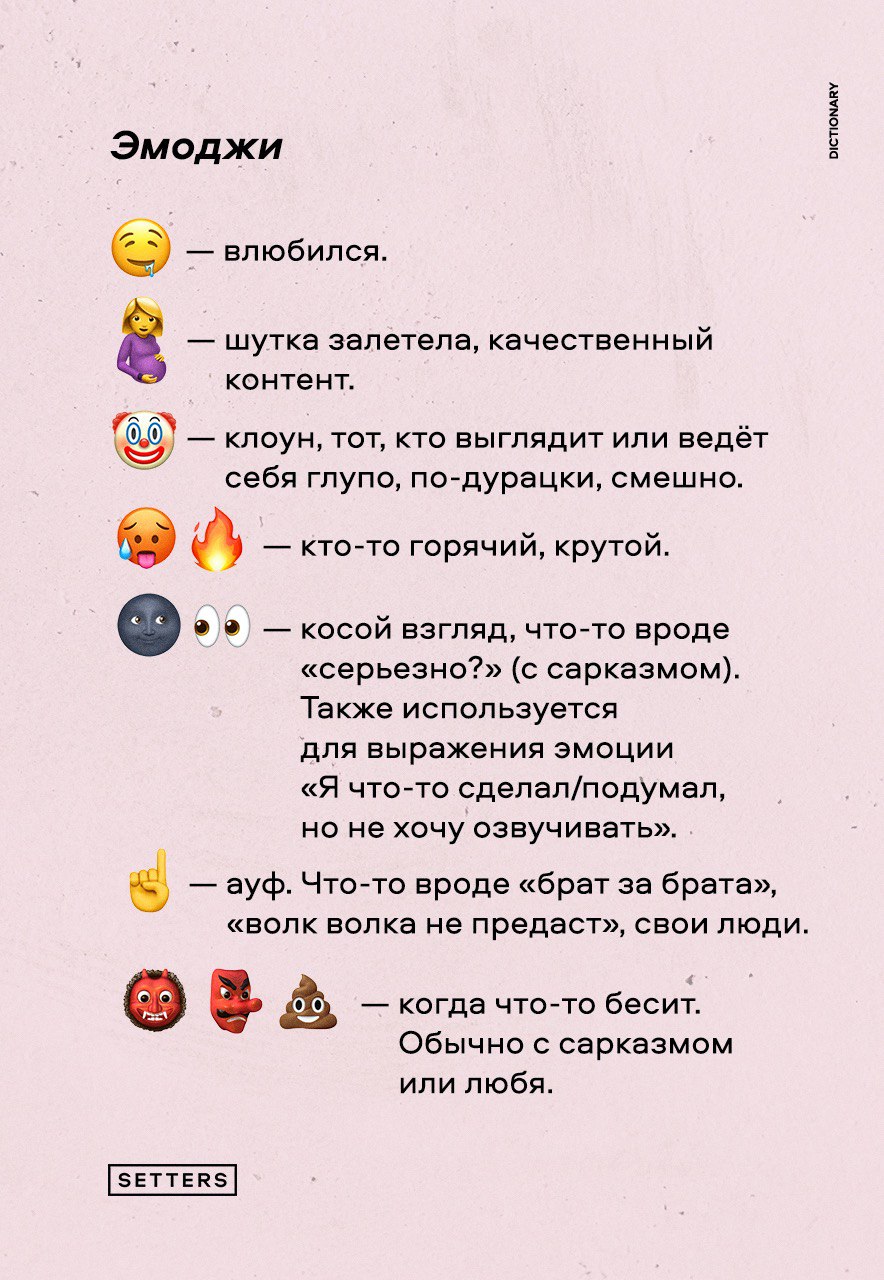 DICTIONARY
Эмоджи
🤤 — влюбился.
🤰 — шутка залетела, качественный
контент.
🤡 — клоун, тот, кто выглядит или ведёт
себя глупо, по-дурацки, смешно.
🥵 🔥 — кто-то горячий, крутой.
🌚 👀 — косой взгляд, что-то вроде
«серьезно?» (с сарказмом).
Также используется
для выражения эмоции
«Я что-то сделал/подумал,
но не хочу озвучивать».
☝️ — ауф. Что-то вроде «брат за брата»,
«волк волка не предаст», свои люди.
👹 👺 💩 — когда что-то бесит.
Обычно с сарказмом
или любя.
SETTERS